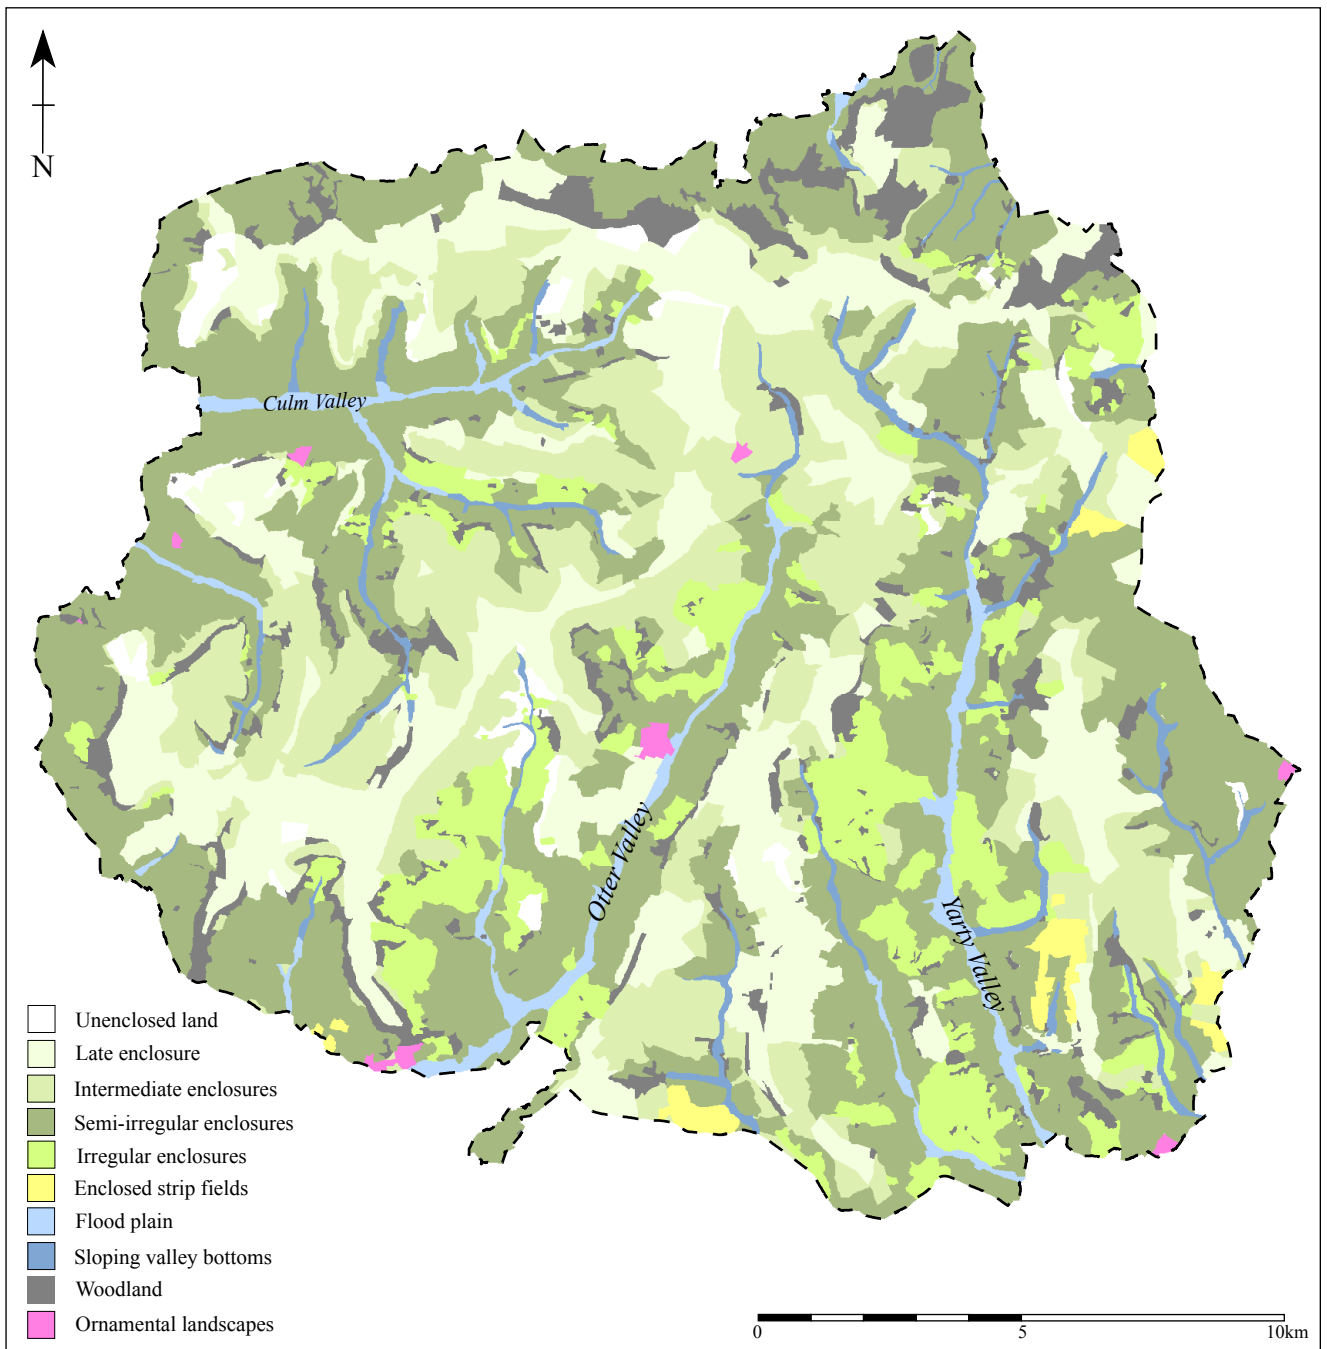 N
Culm Valley
Otter Valley
Yarty Valley
Unenclosed land
Late enclosure
Intermediate enclosures
Semi-irregular enclosures
Irregular enclosures
Enclosed strip fields
Flood plain
Sloping valley bottoms
Woodland
Ornamental landscapes
0 5 10km